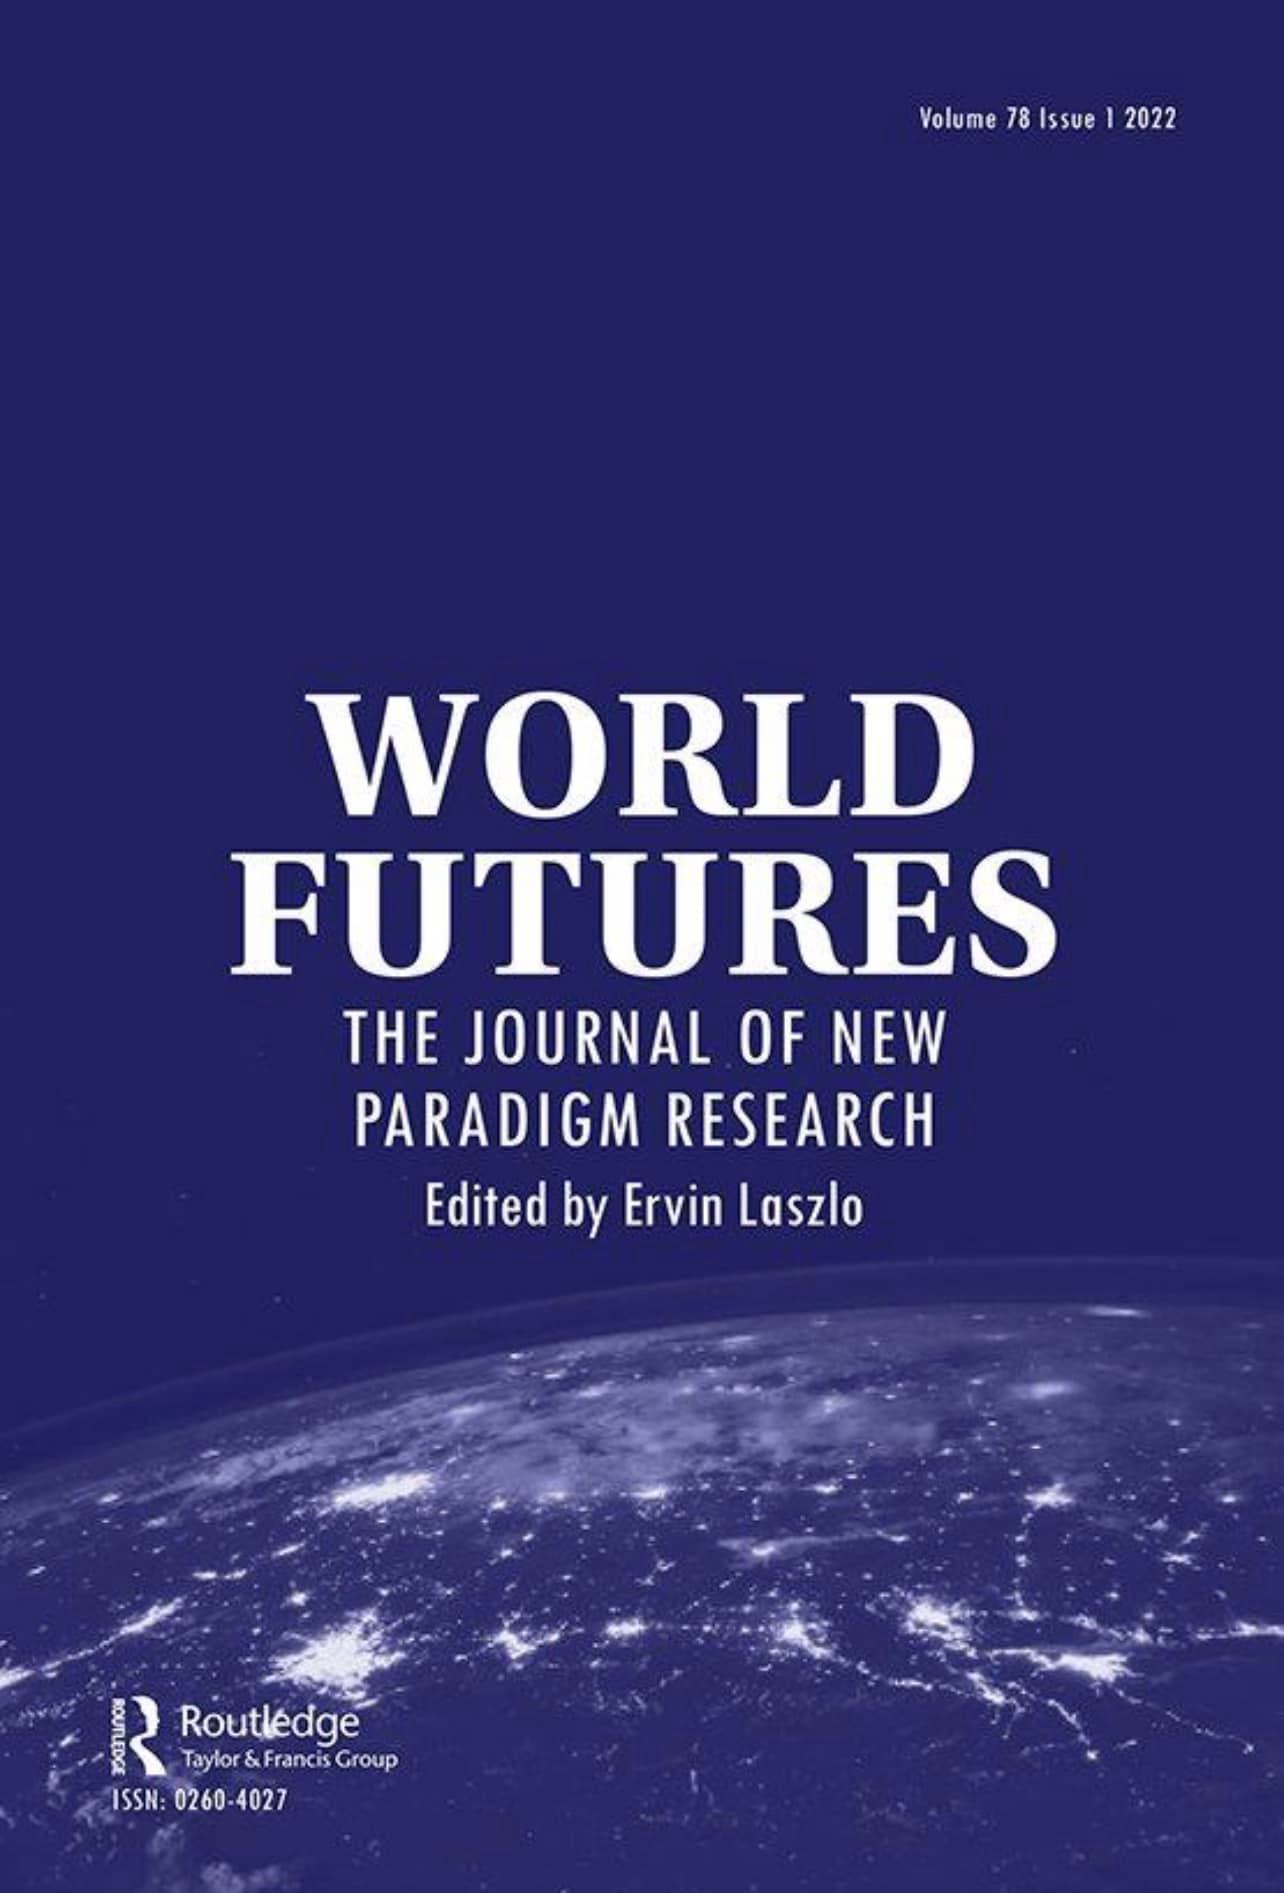 Volume 78 Issue 1 2022
WORLD
FUTURES
THE JOURNAL OF NEW
PARADIGM RESEARCH
Edited by Ervin Laszlo
ROUTLEDGE
Routledge
Taylor & Francis Group
ISSN: 0260-4027